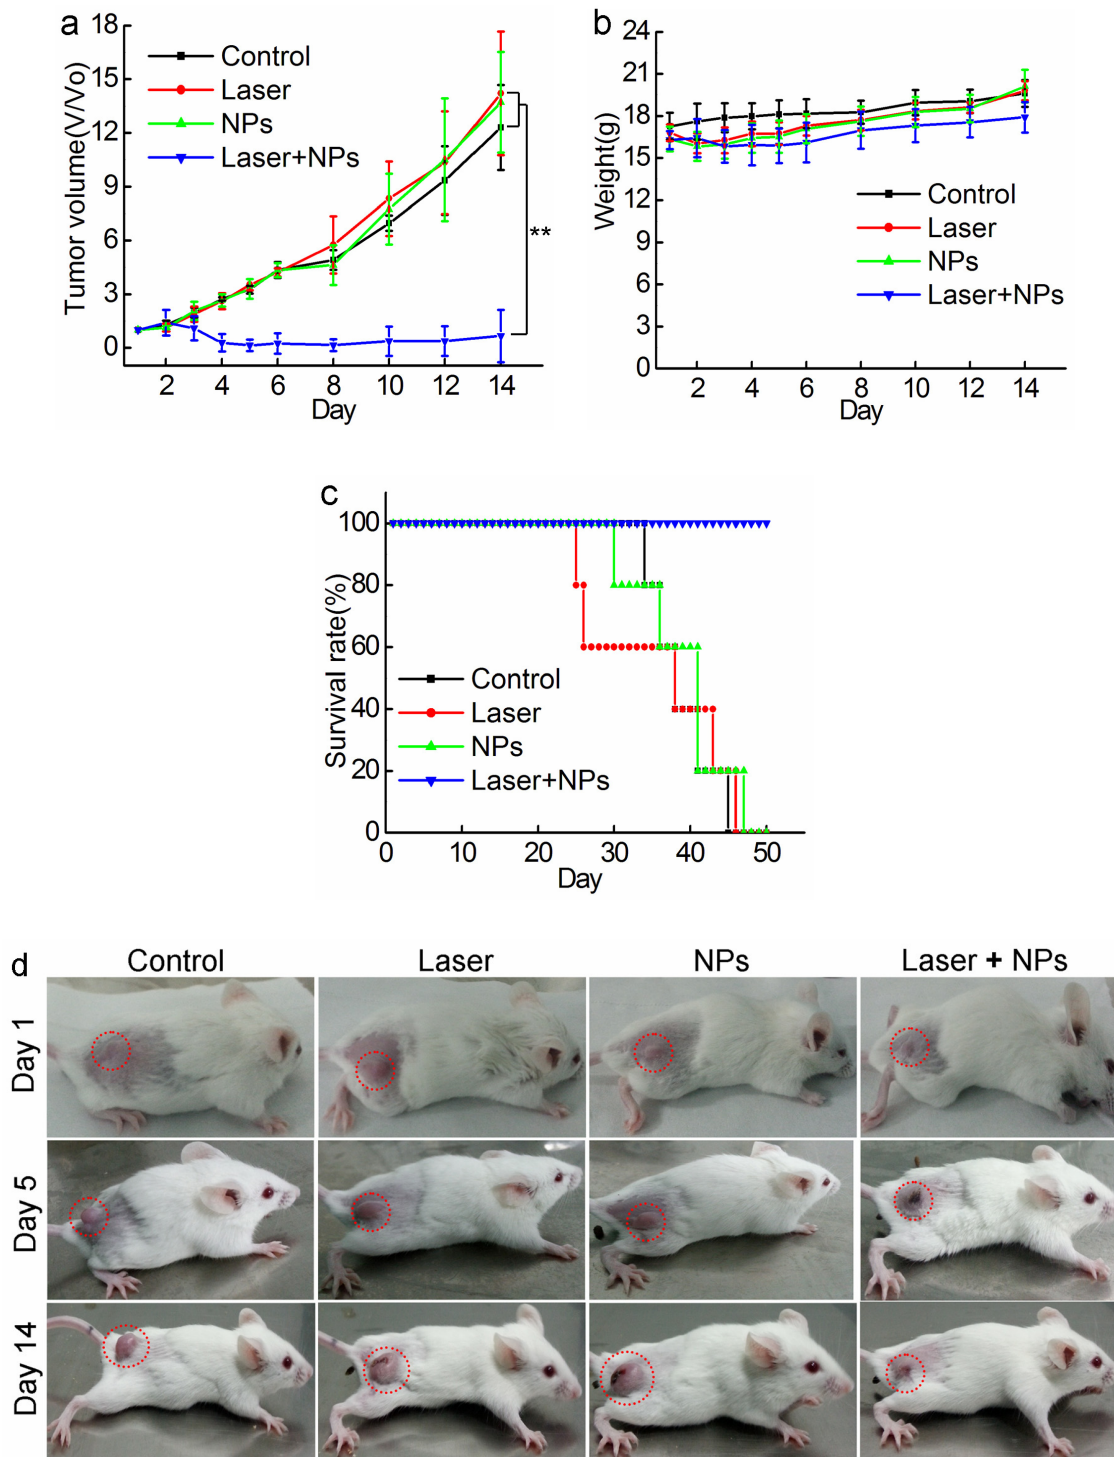 a
Tumor volume(V/Vo)
18
15
12
9
6
3
0
Control
Laser
NPs
Laser+NPs
**
2 4 6 8 10 12 14
Day
b
Weight(g)
24
21
18
15
12
9
6
3
0
Control
Laser
NPs
Laser+NPs
2 4 6 8 10 12 14
Day
c
Survival rate(%)
100
80
60
40
20
0
Control
Laser
NPs
Laser+NPs
0 10 20 30 40 50
Day
d
Control Laser NPs Laser + NPs
Day 1
Day 5
Day 14